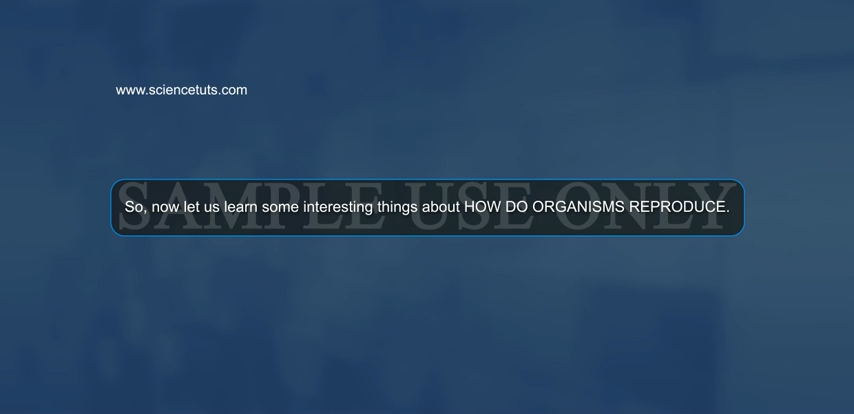 www.sciencetuts.com
SAMPLE USE ONLY
So, now let us learn some interesting things about HOW DO ORGANISMS REPRODUCE.